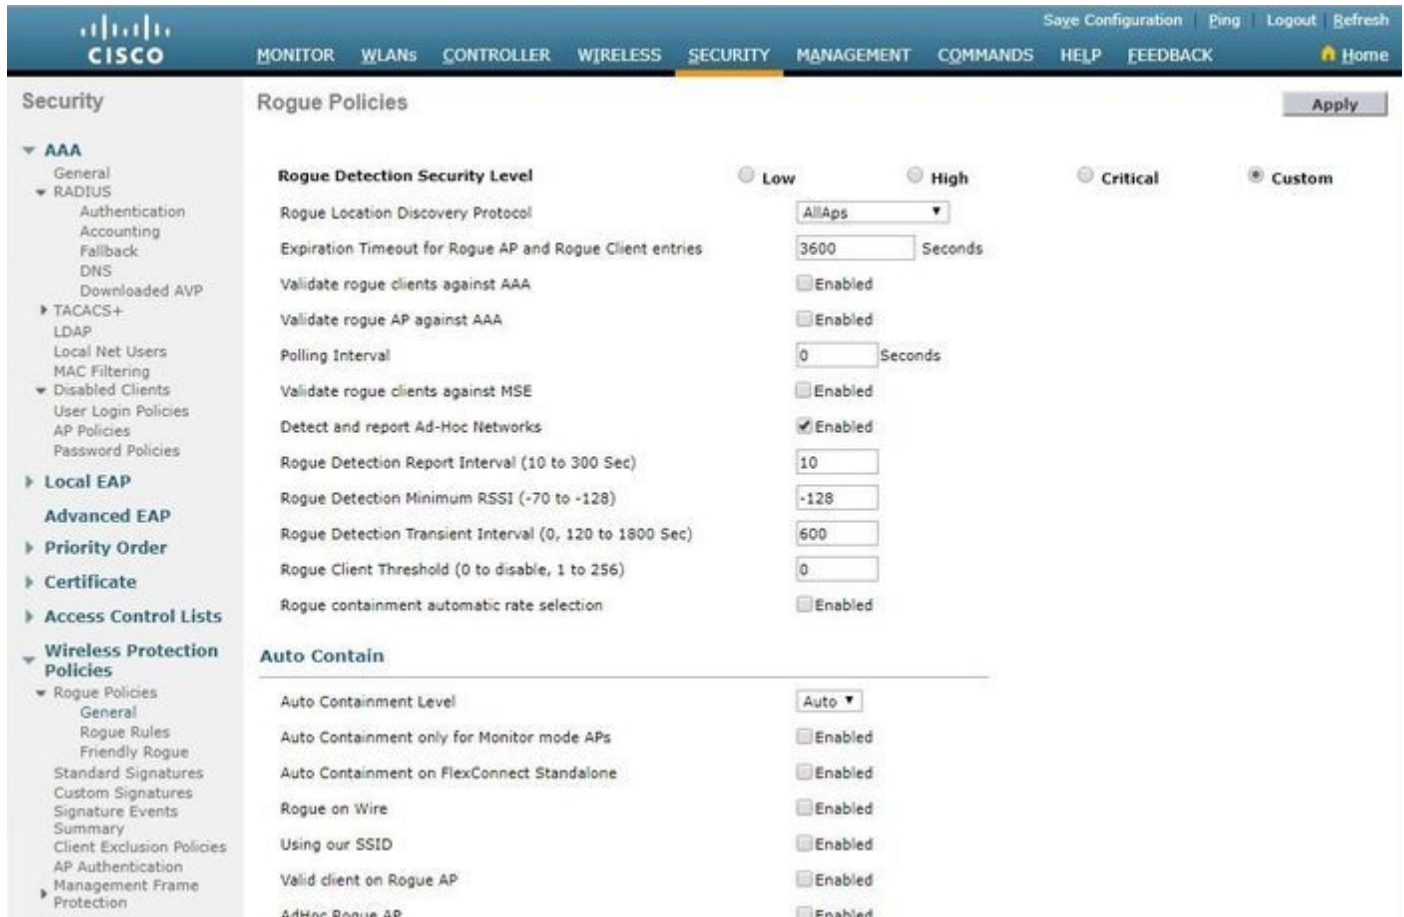 Save Configuration Ping Logout Refresh
CISCO
MONITOR WLANs CONTROLLER WIRELESS SECURITY MANAGEMENT COMMANDS HELP FEEDBACK Home
Security
AAA
General
RADIUS
Authentication
Accounting
Fallback
DNS
Downloaded AVP
TACACS+
LDAP
Local Net Users
MAC Filtering
Disabled Clients
User Login Policies
AP Policies
Password Policies
Local EAP
Advanced EAP
Priority Order
Certificate
Access Control Lists
Wireless Protection
Policies
Rogue Policies
General
Rogue Rules
Friendly Rogue
Standard Signatures
Custom Signatures
Signature Events
Summary
Client Exclusion Policies
AP Authentication
Management Frame
Protection
Rogue Policies
Apply
Rogue Detection Security Level Low High Critical Custom
Rogue Location Discovery Protocol AllAps
Expiration Timeout for Rogue AP and Rogue Client entries 3600 Seconds
Validate rogue clients against AAA Enabled
Validate rogue AP against AAA Enabled
Polling Interval 0 Seconds
Validate rogue clients against MSE Enabled
Detect and report Ad-Hoc Networks Enabled
Rogue Detection Report Interval (10 to 300 Sec) 10
Rogue Detection Minimum RSSI (-70 to -128) -128
Rogue Detection Transient Interval (0, 120 to 1800 Sec) 600
Rogue Client Threshold (0 to disable, 1 to 256) 0
Rogue containment automatic rate selection Enabled
Auto Contain
Auto Containment Level Auto
Auto Containment only for Monitor mode APs Enabled
Auto Containment on FlexConnect Standalone Enabled
Rogue on Wire Enabled
Using our SSID Enabled
Valid client on Rogue AP Enabled
AdHoc Rogue AP Enabled